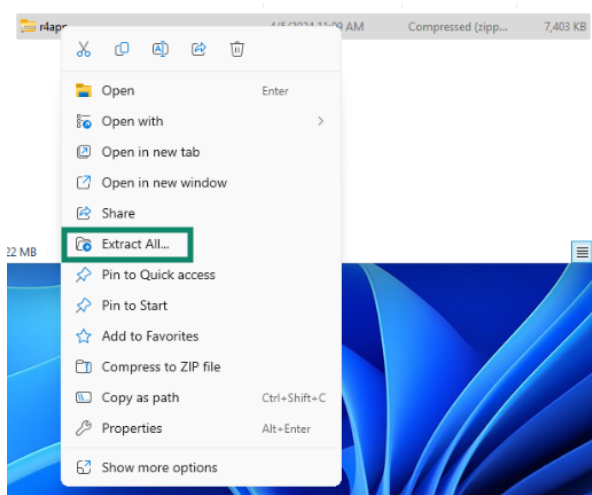 r4app 4/5/2024 11:09 AM Compressed (zipp... 7,403 KB
Open Enter
Open with
Open in new tab
Open in new window
Share
Extract All...
22 MB
Pin to Quick access
Pin to Start
Add to Favorites
Compress to ZIP file
Copy as path Ctrl+Shift+C
Properties Alt+Enter
Show more options